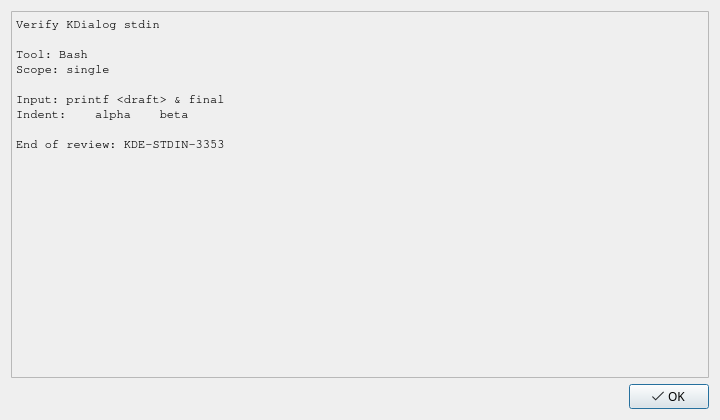 Verify KDialog stdin

Tool: Bash
Scope: single

Input: printf <draft> & final
Indent:    alpha    beta

End of review: KDE-STDIN-3353
OK